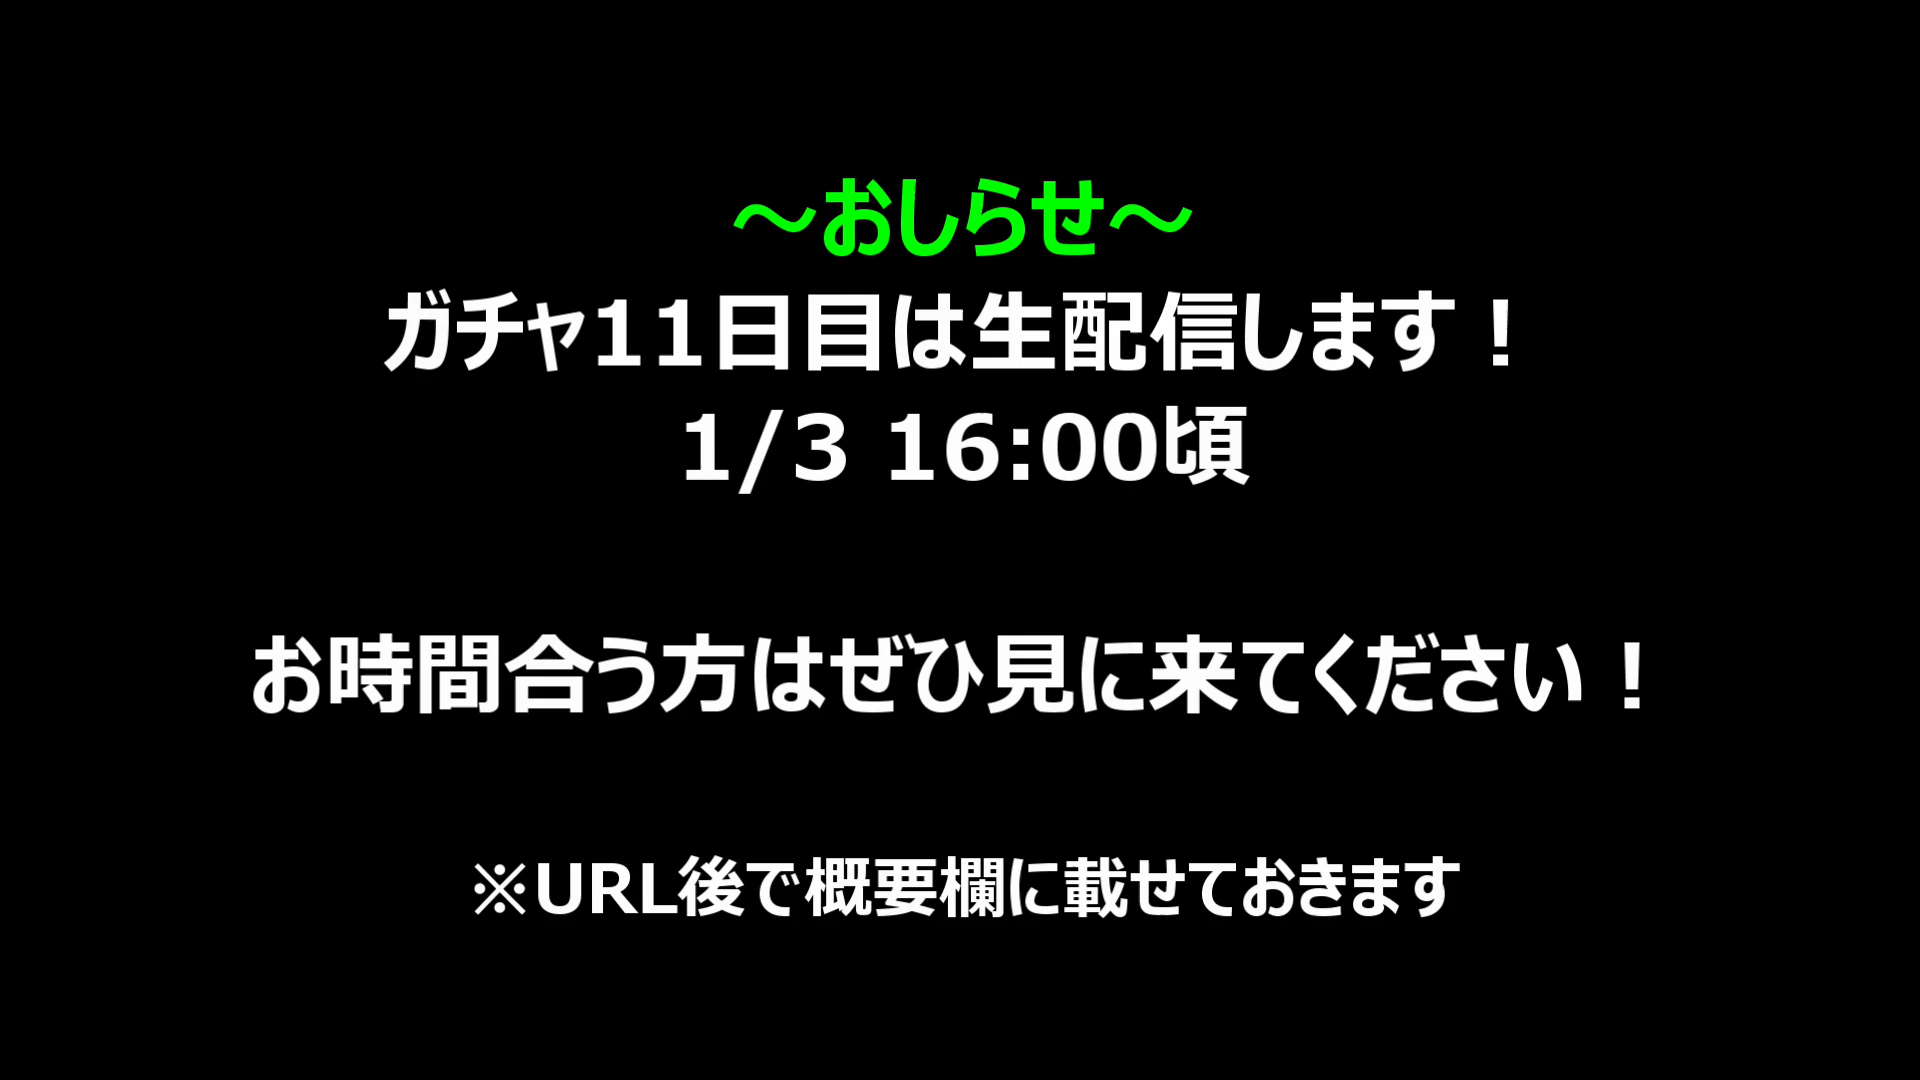 ～おしらせ～
ガチャ11日目は生配信します！
1/3 16:00頃
お時間合う方はぜひ見に来てください！
※URL後で概要欄に載せておきます